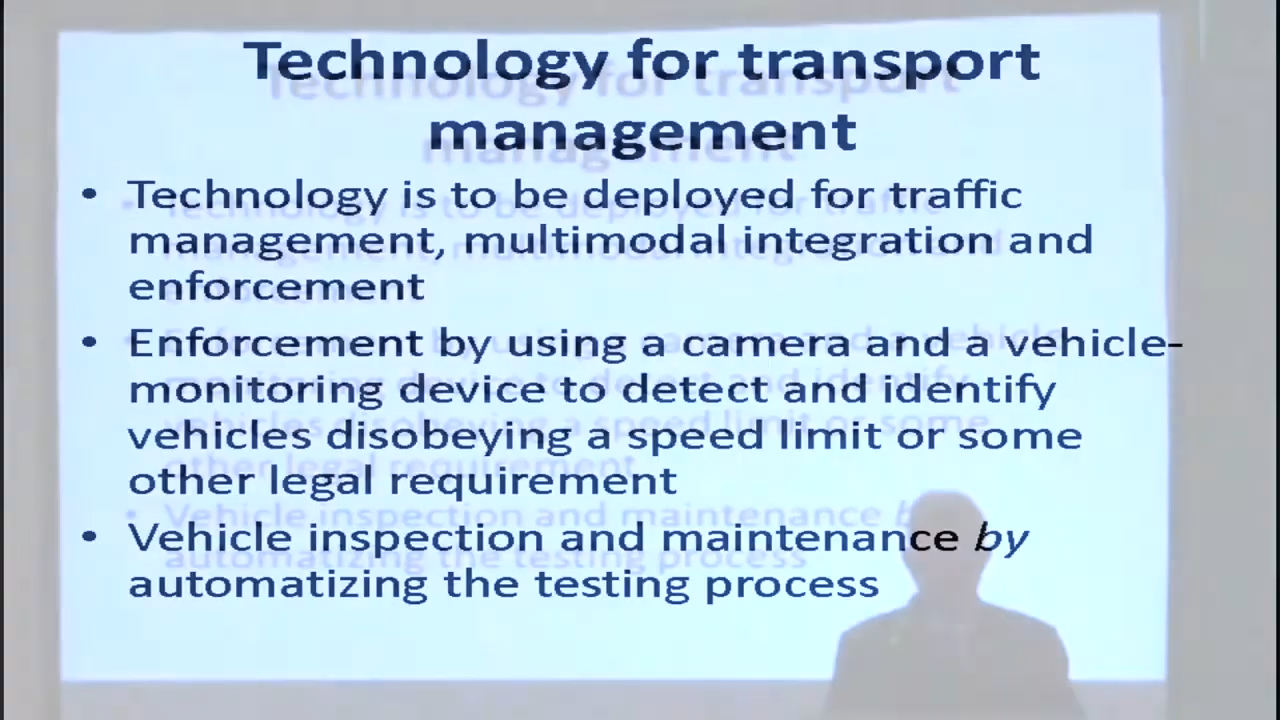 Technology for transport
management
• Technology is to be deployed for traffic
management, multimodal integration and
enforcement
• Enforcement by using a camera and a vehicle-
monitoring device to detect and identify
vehicles disobeying a speed limit or some
other legal requirement
• Vehicle inspection and maintenance by
automatizing the testing process